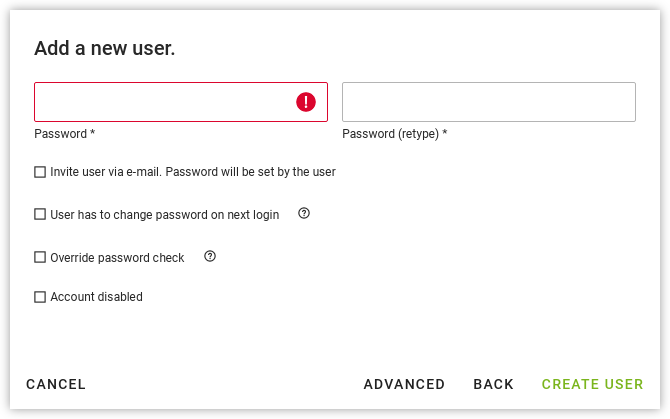 Add a new user.
Password * Password (retype) *
Invite user via e-mail. Password will be set by the user
User has to change password on next login
Override password check
Account disabled
CANCEL ADVANCED BACK CREATE USER